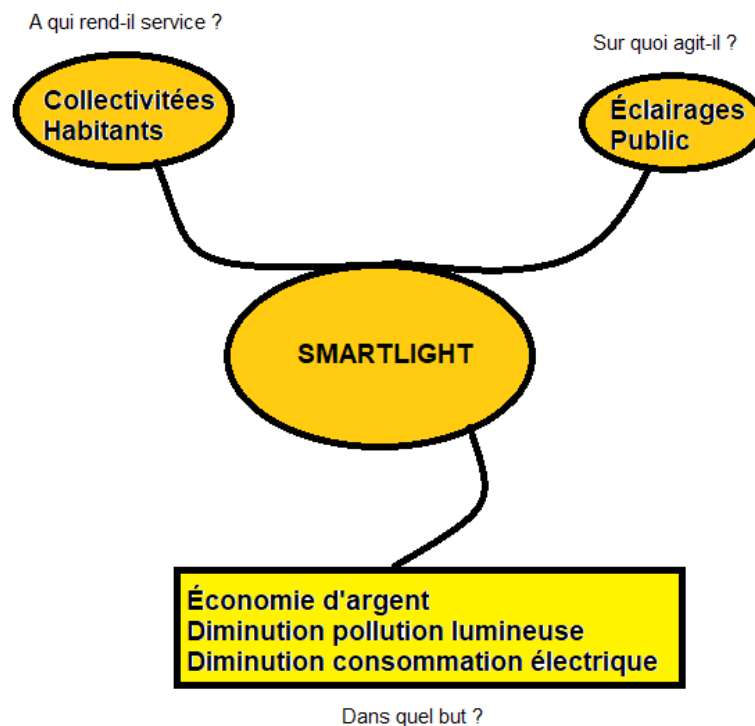 A qui rend-il service ?
Sur quoi agit-il ?
Collectivitées
Habitants
Éclairages
Public
SMARTLIGHT
Économie d'argent
Diminution pollution lumineuse
Diminution consommation électrique
Dans quel but ?